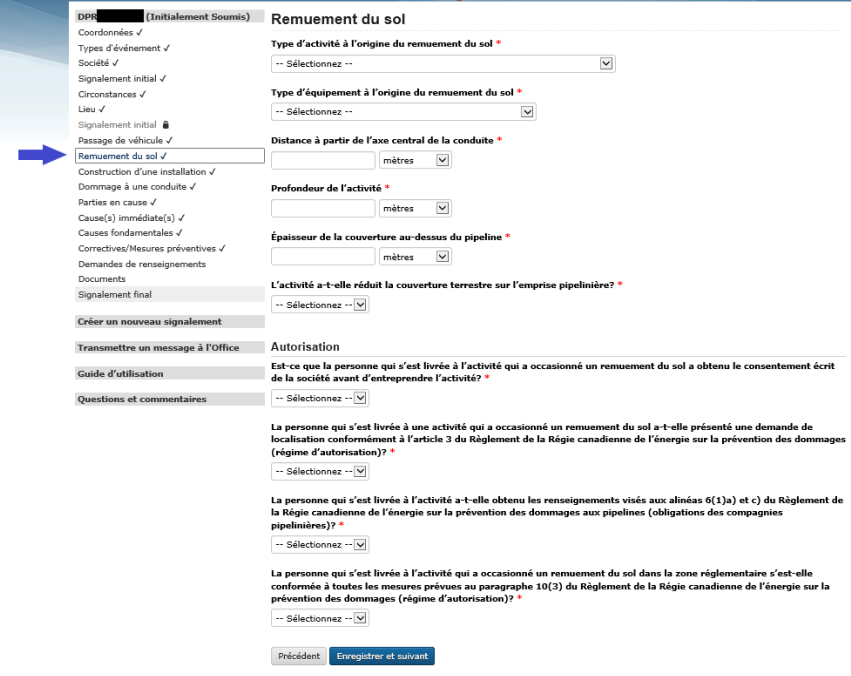 DPR (Initialement Soumis)
Coordonnées ✓
Types d'événement ✓
Société ✓
Signalement initial ✓
Circonstances ✓
Lieu ✓
Signalement initial
Passage de véhicule ✓
Remuement du sol ✓
Construction d'une installation ✓
Dommage à une conduite ✓
Parties en cause ✓
Cause(s) immédiate(s) ✓
Causes fondamentales ✓
Correctives/Mesures préventives ✓
Demandes de renseignements
Documents
Signalement final
Créer un nouveau signalement
Transmettre un message à l'Office
Guide d'utilisation
Questions et commentaires
Remuement du sol
Type d'activité à l'origine du remuement du sol *
-- Sélectionnez --
Type d'équipement à l'origine du remuement du sol *
-- Sélectionnez --
Distance à partir de l'axe central de la conduite *
mètres
Profondeur de l'activité *
mètres
Épaisseur de la couverture au-dessus du pipeline *
mètres
L'activité a-t-elle réduit la couverture terrestre sur l'emprise pipelinière? *
-- Sélectionnez --
Autorisation
Est-ce que la personne qui s'est livrée à l'activité qui a occasionné un remuement du sol a obtenu le consentement écrit
de la société avant d'entreprendre l'activité? *
-- Sélectionnez --
La personne qui s'est livrée à une activité qui a occasionné un remuement du sol a-t-elle présenté une demande de
localisation conformément à l'article 3 du Règlement de la Régie canadienne de l'énergie sur la prévention des dommages
(régime d'autorisation)? *
-- Sélectionnez --
La personne qui s'est livrée à l'activité a-t-elle obtenu les renseignements visés aux alinéas 6(1)a) et c) du Règlement de
la Régie canadienne de l'énergie sur la prévention des dommages aux pipelines (obligations des compagnies
pipelinières)? *
-- Sélectionnez --
La personne qui s'est livrée à l'activité qui a occasionné un remuement du sol dans la zone réglementaire s'est-elle
conformée à toutes les mesures prévues au paragraphe 10(3) du Règlement de la Régie canadienne de l'énergie sur la
prévention des dommages (régime d'autorisation)? *
-- Sélectionnez --
Précédent
Enregistrer et suivant